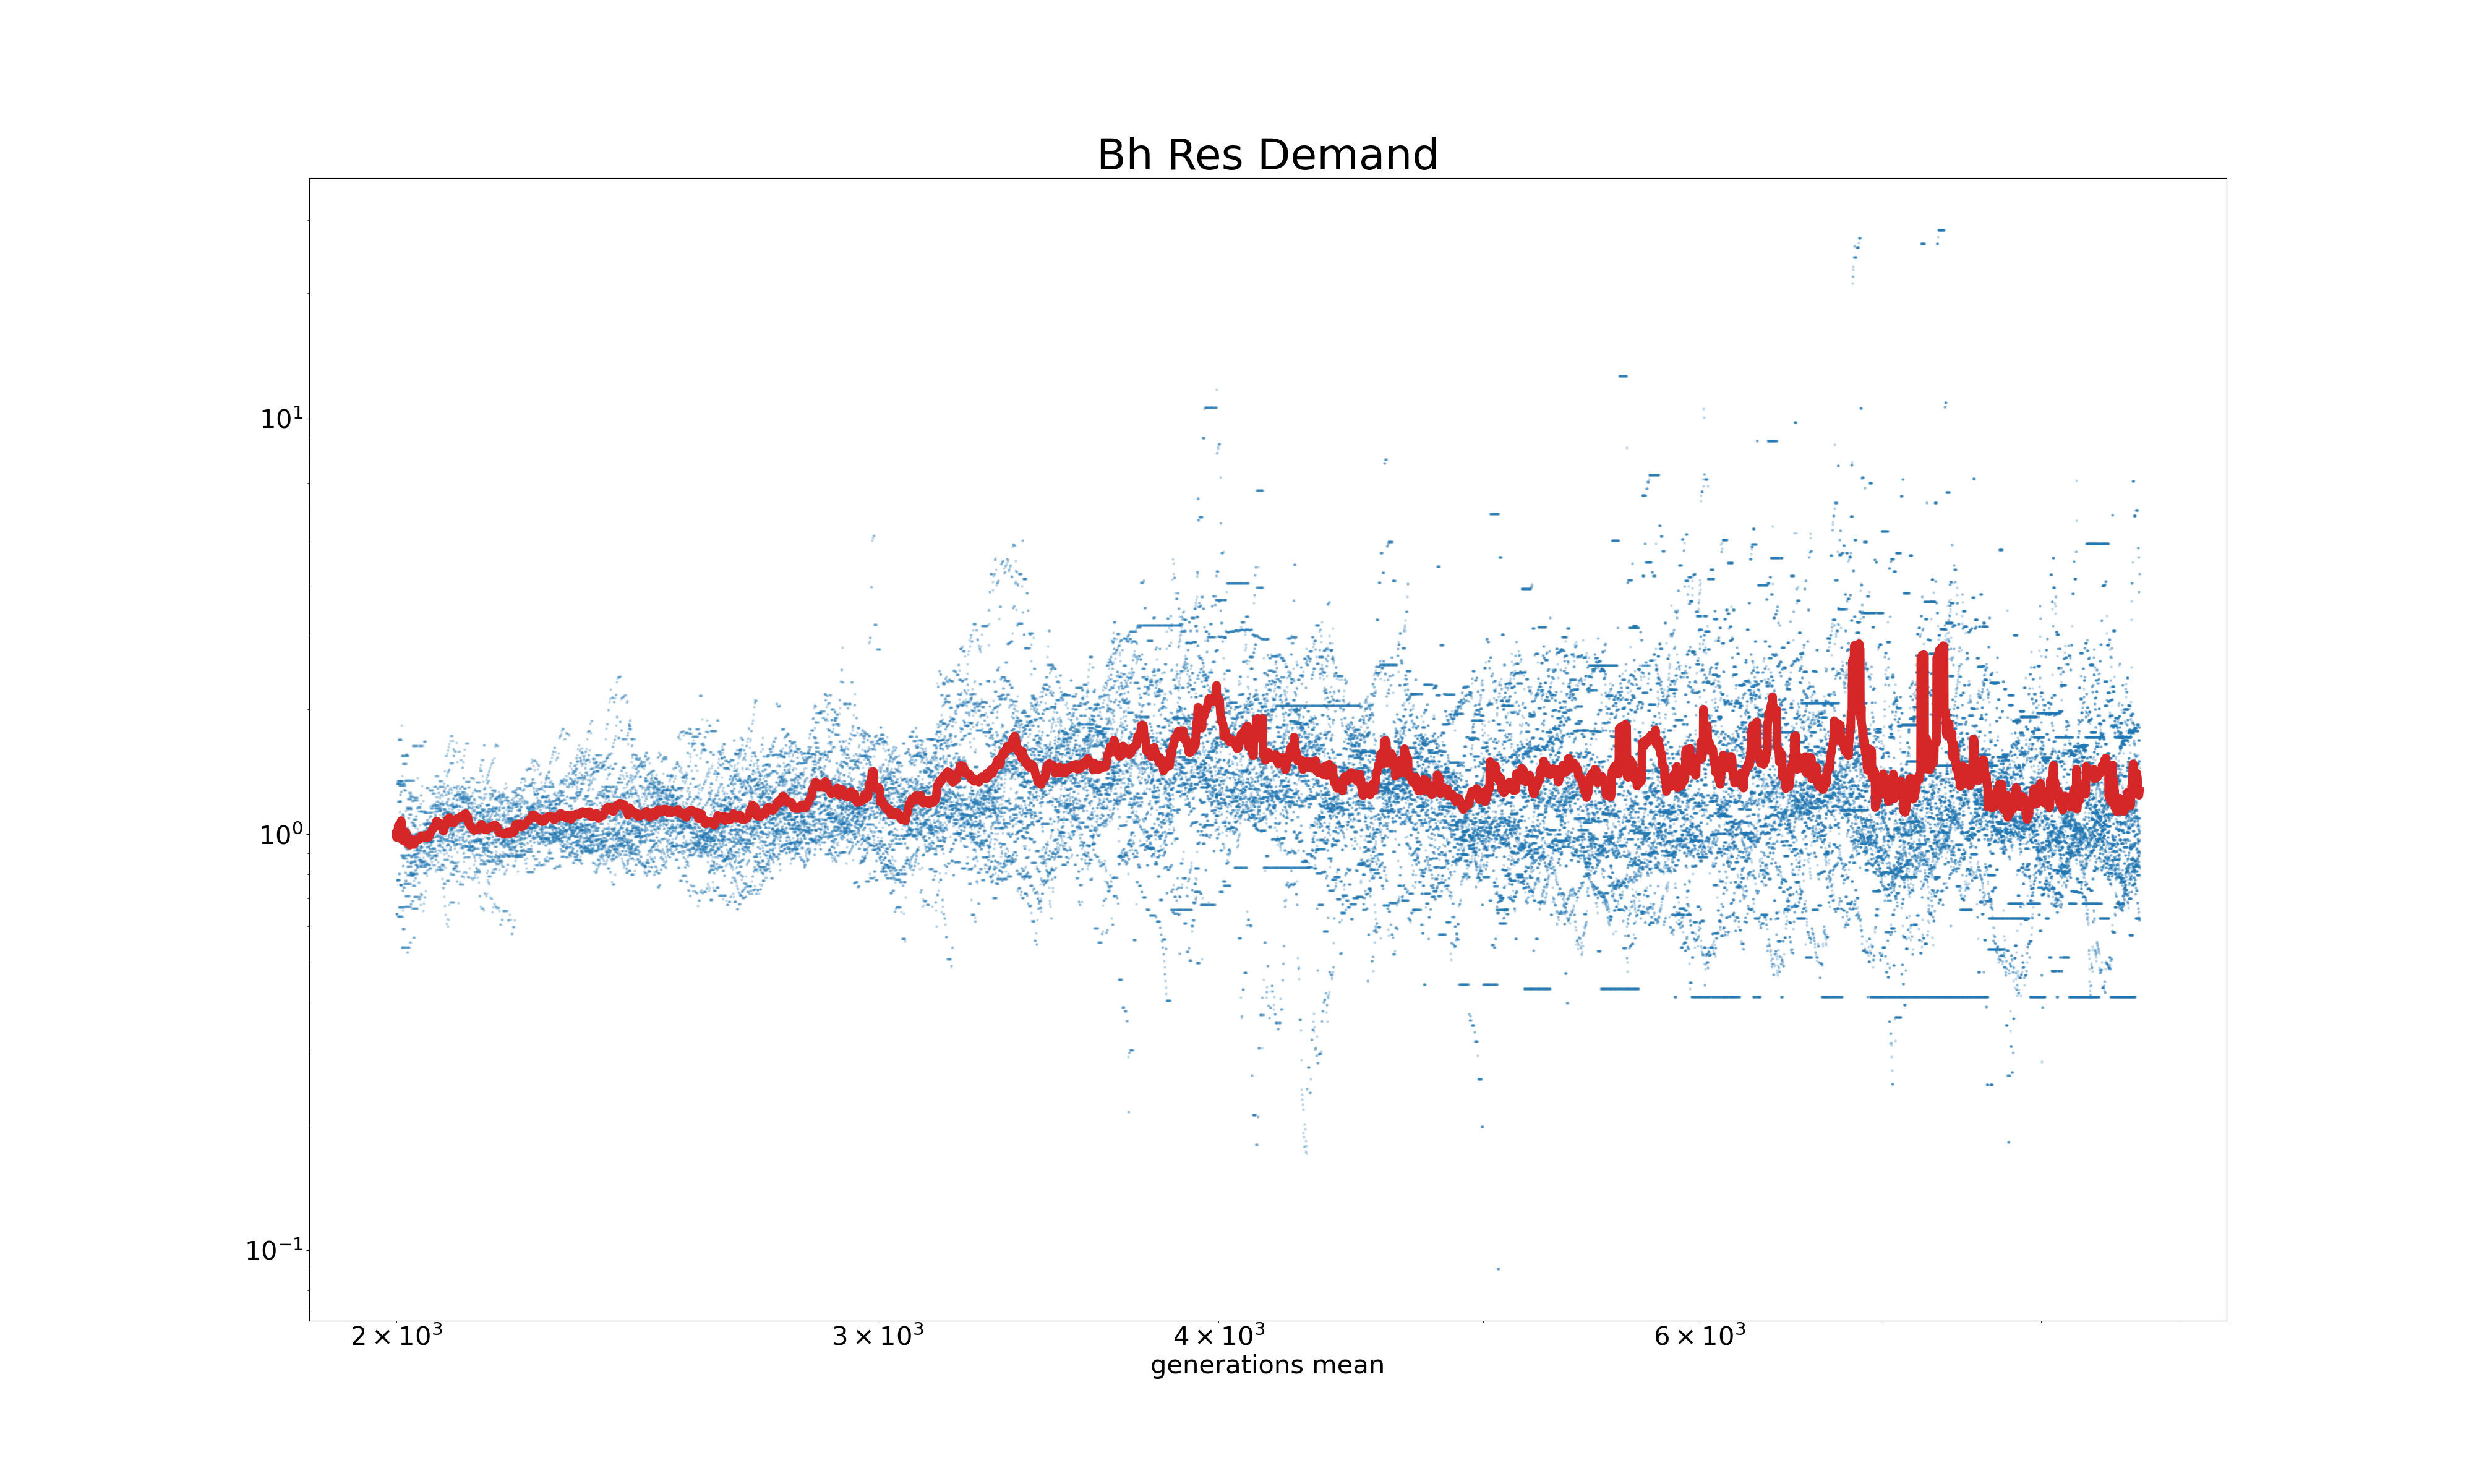 Bh Res Demand
10¹
10⁰
10⁻¹
2 × 10³ 3 × 10³ 4 × 10³ 6 × 10³
generations mean